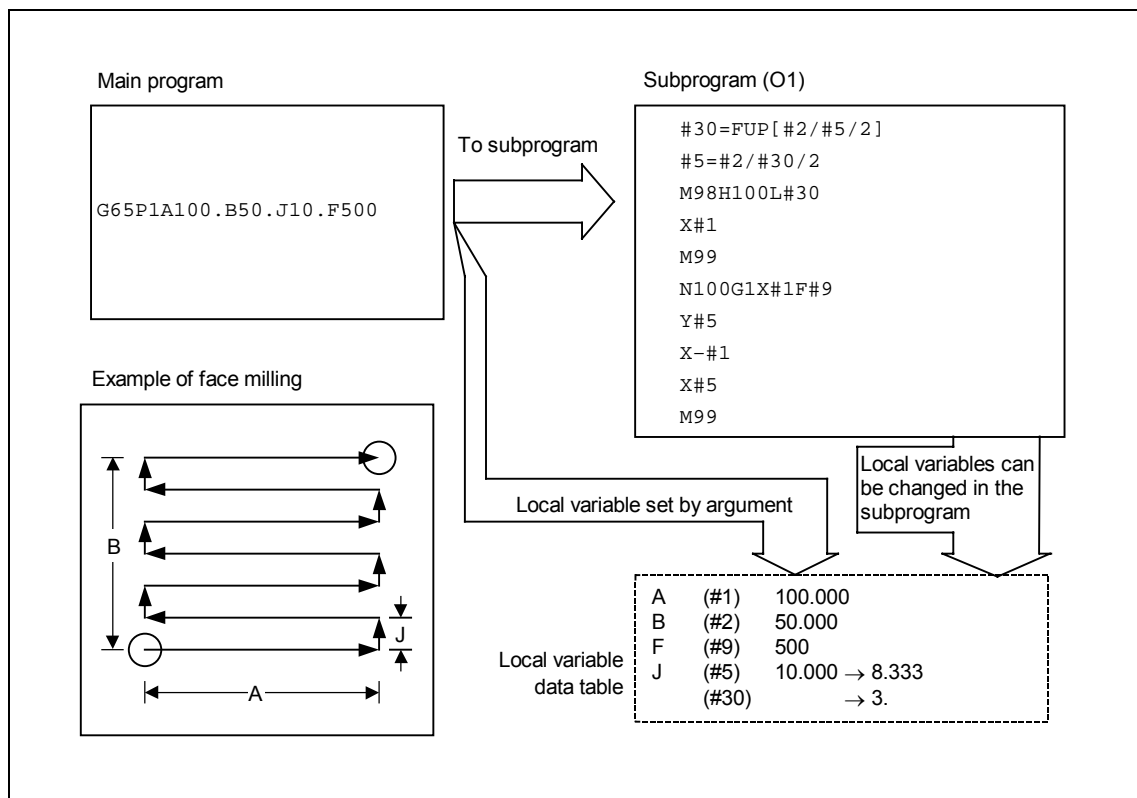 Main program
G65P1A100.B50.J10.F500
To subprogram
Subprogram (O1)
#30=FUP[#2/#5/2]
#5=#2/#30/2
M98H100L#30
X#1
M99
N100G1X#1F#9
Y#5
X−#1
X#5
M99
Example of face milling
B
J
A
Local variable set by argument
Local variables can
be changed in the
subprogram
Local variable
data table
A (#1) 100.000
B (#2) 50.000
F (#9) 500
J (#5) 10.000 → 8.333
(#30) → 3.